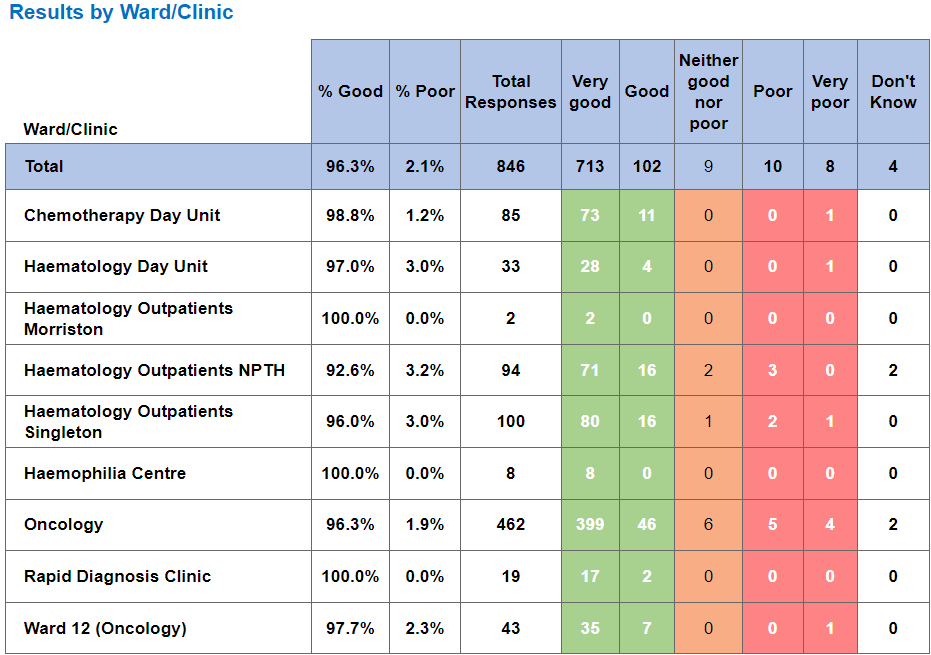 Results by Ward/Clinic
Ward/Clinic % Good % Poor Total Responses Very good Good Neither good nor poor Poor Very poor Don't Know
Total 96.3% 2.1% 846 713 102 9 10 8 4
Chemotherapy Day Unit 98.8% 1.2% 85 73 11 0 0 1 0
Haematology Day Unit 97.0% 3.0% 33 28 4 0 0 1 0
Haematology Outpatients Morriston 100.0% 0.0% 2 2 0 0 0 0 0
Haematology Outpatients NPTH 92.6% 3.2% 94 71 16 2 3 0 2
Haematology Outpatients Singleton 96.0% 3.0% 100 80 16 1 2 1 0
Haemophilia Centre 100.0% 0.0% 8 8 0 0 0 0 0
Oncology 96.3% 1.9% 462 399 46 6 5 4 2
Rapid Diagnosis Clinic 100.0% 0.0% 19 17 2 0 0 0 0
Ward 12 (Oncology) 97.7% 2.3% 43 35 7 0 0 1 0